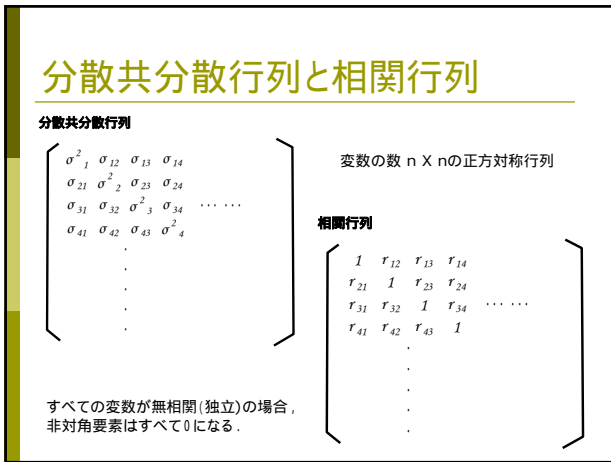 分散共分散行列と相関行列
分散共分散行列
σ²₁ σ₁₂ σ₁₃ σ₁₄
σ₂₁ σ²₂ σ₂₃ σ₂₄
σ₃₁ σ₃₂ σ²₃ σ₃₄ ⋯ ⋯
σ₄₁ σ₄₂ σ₄₃ σ²₄
.
.
.
.
.
変数の数 n X nの正方対称行列
相関行列
1 r₁₂ r₁₃ r₁₄
r₂₁ 1 r₂₃ r₂₄
r₃₁ r₃₂ 1 r₃₄ ⋯ ⋯
r₄₁ r₄₂ r₄₃ 1
.
.
.
.
.
すべての変数が無相関(独立)の場合,
非対角要素はすべて0になる.